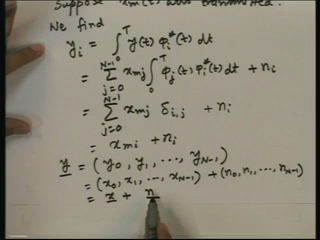 Suppose xm(t) was transmitted.
We find
y_i = ∫_0^T y(t) φ_i*(t) dt
= Σ_{j=0}^{N-1} x_{mj} ∫_0^T φ_j(t) φ_i*(t) dt + n_i
= Σ_{j=0}^{N-1} x_{mj} δ_{i,j} + n_i
= x_{mi} + n_i
y = (y_0, y_1, ..., y_{N-1})
= (x_0, x_1, ..., x_{N-1}) + (n_0, n_1, ..., n_{N-1})
= x + n